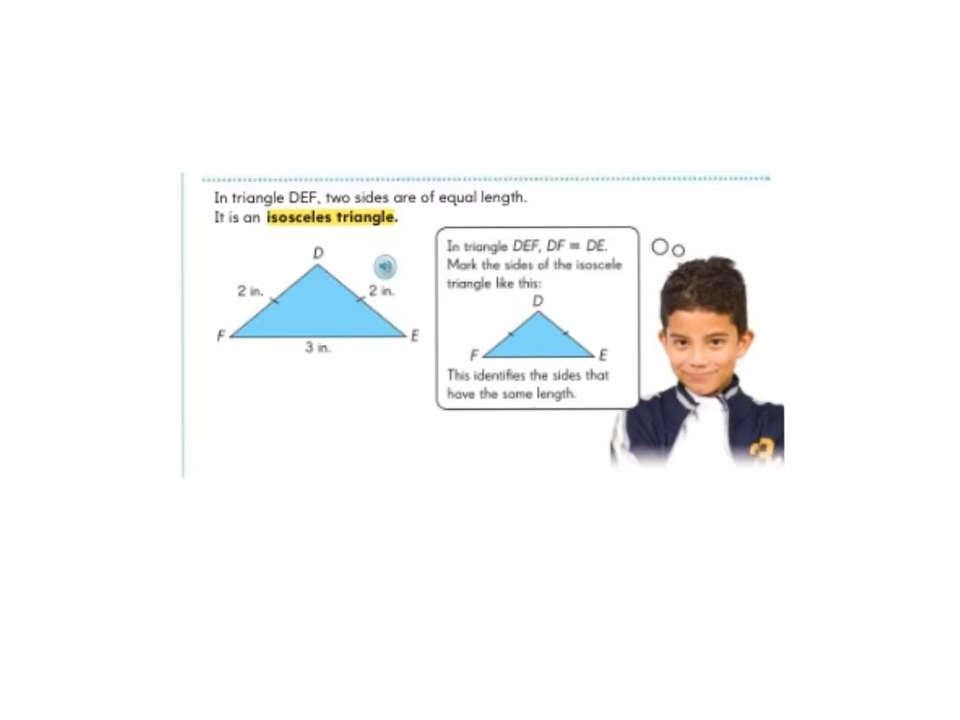 In triangle DEF, two sides are of equal length.
It is an isosceles triangle.
D
2 in.
2 in.
F
E
3 in.
In triangle DEF, DF = DE.
Mark the sides of the isoscele
triangle like this:
D
F
E
This identifies the sides that
have the same length.
3